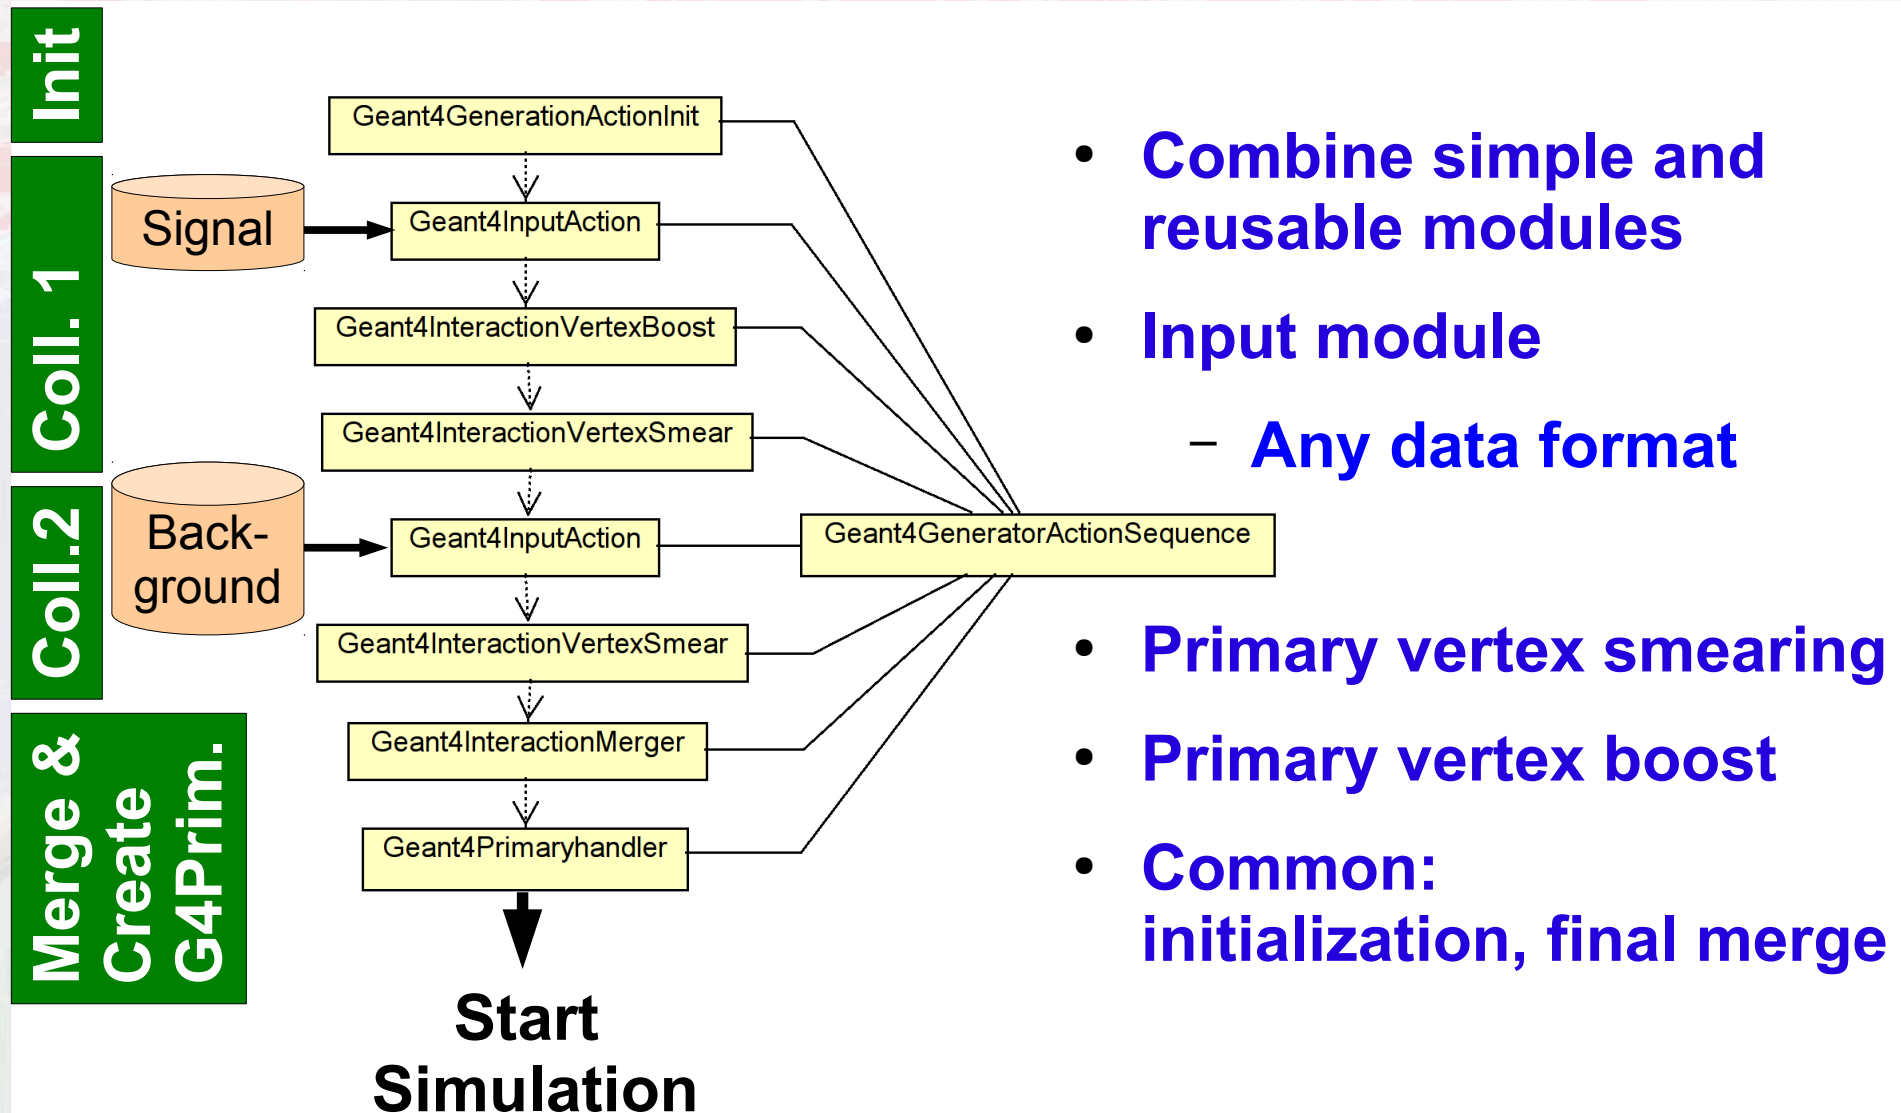 Init
Coll. 1
Coll.2
Merge &
Create
G4Prim.
Signal
Back-
ground
Geant4GenerationActionInit
Geant4InputAction
Geant4InteractionVertexBoost
Geant4InteractionVertexSmear
Geant4InputAction
Geant4InteractionVertexSmear
Geant4InteractionMerger
Geant4Primaryhandler
Start
Simulation
Geant4GeneratorActionSequence
• Combine simple and
reusable modules
• Input module
– Any data format
• Primary vertex smearing
• Primary vertex boost
• Common:
initialization, final merge